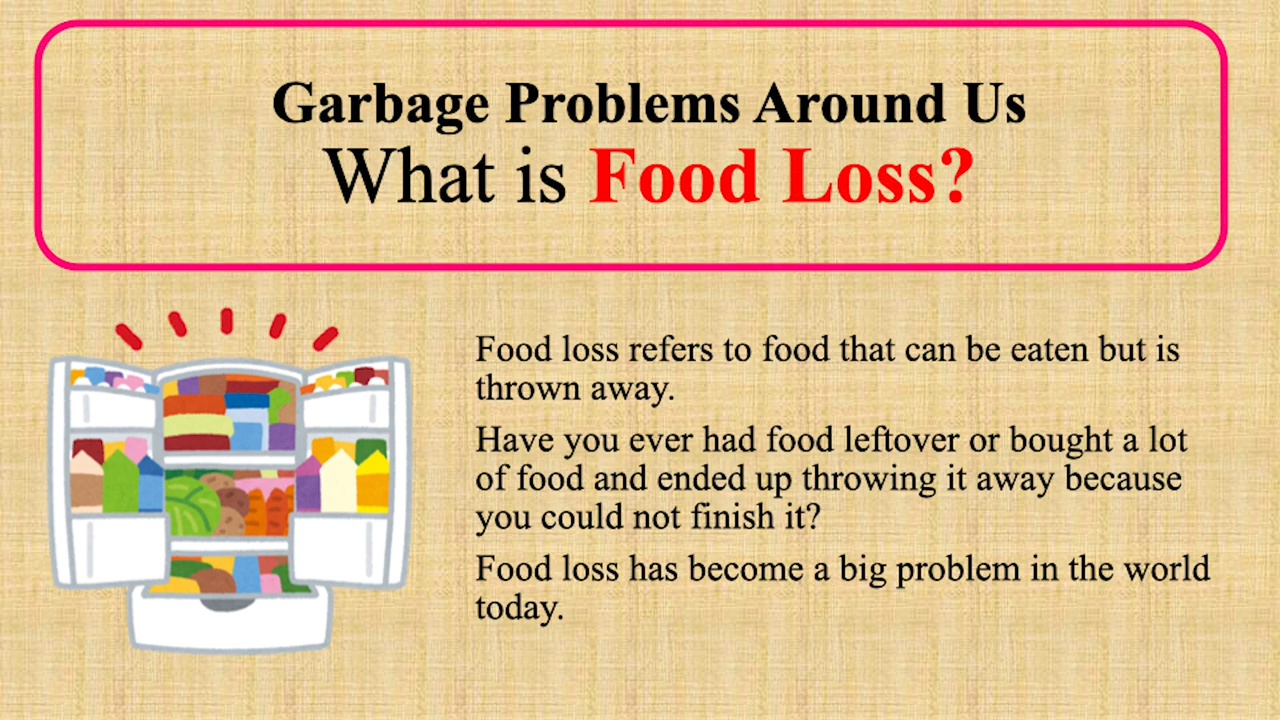 Garbage Problems Around Us
What is Food Loss?
Food loss refers to food that can be eaten but is
thrown away.
Have you ever had food leftover or bought a lot
of food and ended up throwing it away because
you could not finish it?
Food loss has become a big problem in the world
today.